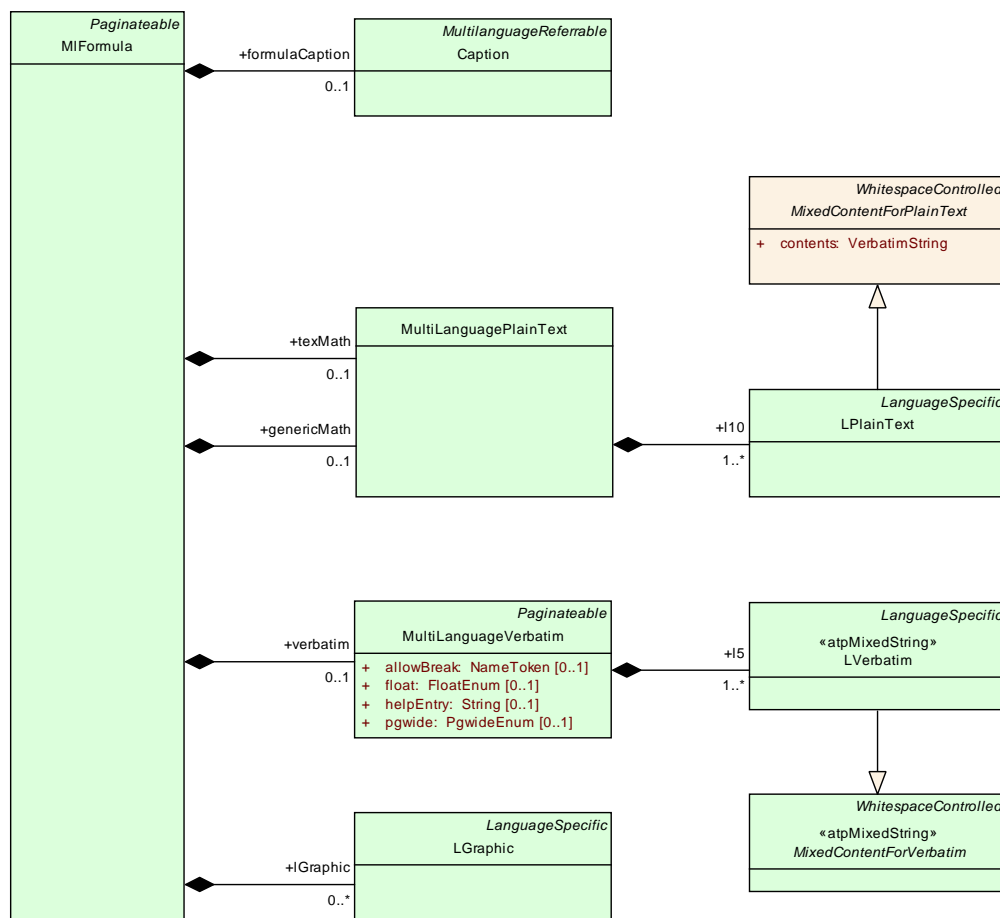 Paginateable
MlFormula
MultilanguageReferrable
Caption
+formulaCaption
0..1
WhitespaceControlled
MixedContentForPlainText
+ contents: VerbatimString
MultiLanguagePlainText
+texMath
0..1
+genericMath
0..1
LanguageSpecific
LPlainText
+l10
1..*
Paginateable
MultiLanguageVerbatim
+ allowBreak: NameToken [0..1]
+ float: FloatEnum [0..1]
+ helpEntry: String [0..1]
+ pgwide: PgwideEnum [0..1]
+verbatim
0..1
LanguageSpecific
«atpMixedString»
LVerbatim
+l5
1..*
WhitespaceControlled
«atpMixedString»
MixedContentForVerbatim
LanguageSpecific
LGraphic
+lGraphic
0..*